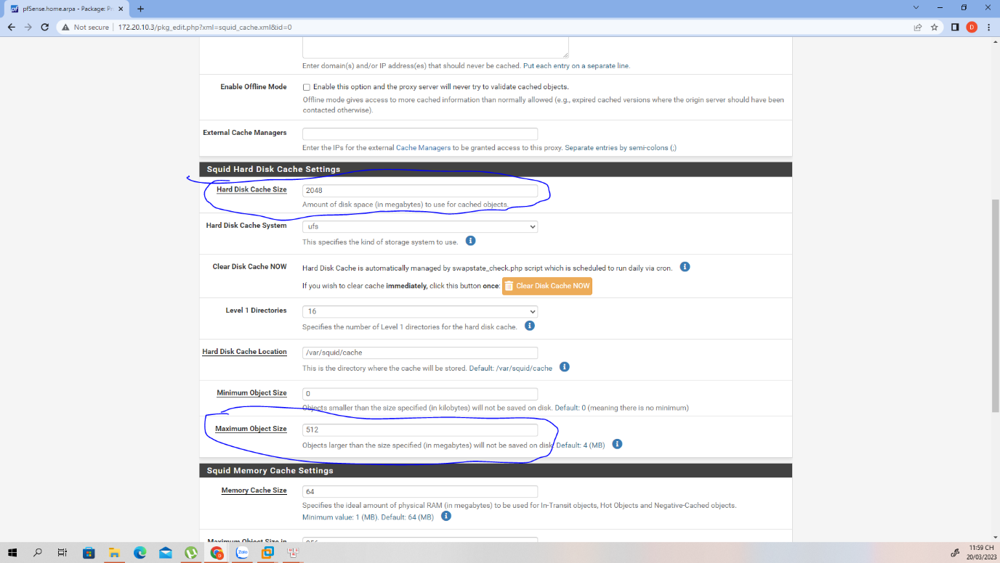 pfSense.home.arpa - Package: Pr
Not secure | 172.20.10.3/pkg_edit.php?xml=squid_cache.xml&id=0
D
Enter domain(s) and/or IP address(es) that should never be cached. Put each entry on a separate line.
Enable Offline Mode
Enable this option and the proxy server will never try to validate cached objects.
Offline mode gives access to more cached information than normally allowed (e.g., expired cached versions where the origin server should have been
contacted otherwise).
External Cache Managers
Enter the IPs for the external Cache Managers to be granted access to this proxy. Separate entries by semi-colons (;)
Squid Hard Disk Cache Settings
Hard Disk Cache Size 2048
Amount of disk space (in megabytes) to use for cached objects.
Hard Disk Cache System ufs
This specifies the kind of storage system to use.
Clear Disk Cache NOW
Hard Disk Cache is automatically managed by swapstate_check.php script which is scheduled to run daily via cron.
If you wish to clear cache immediately, click this button once: Clear Disk Cache NOW
Level 1 Directories 16
Specifies the number of Level 1 directories for the hard disk cache.
Hard Disk Cache Location /var/squid/cache
This is the directory where the cache will be stored. Default: /var/squid/cache
Minimum Object Size 0
Objects smaller than the size specified (in kilobytes) will not be saved on disk. Default: 0 (meaning there is no minimum)
Maximum Object Size 512
Objects larger than the size specified (in megabytes) will not be saved on disk. Default: 4 (MB)
Squid Memory Cache Settings
Memory Cache Size 64
Specifies the ideal amount of physical RAM (in megabytes) to be used for In-Transit objects, Hot Objects and Negative-Cached objects.
Minimum value: 1 (MB). Default: 64 (MB)
Maximum Object Size in
Zalo
11:59 CH
20/03/2023